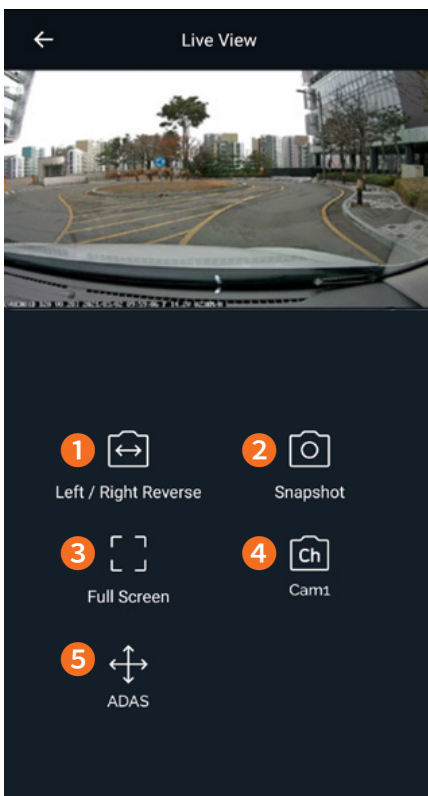 Live View
1
Left / Right Reverse
2
Snapshot
3
Full Screen
4
Ch
Cam1
5
ADAS